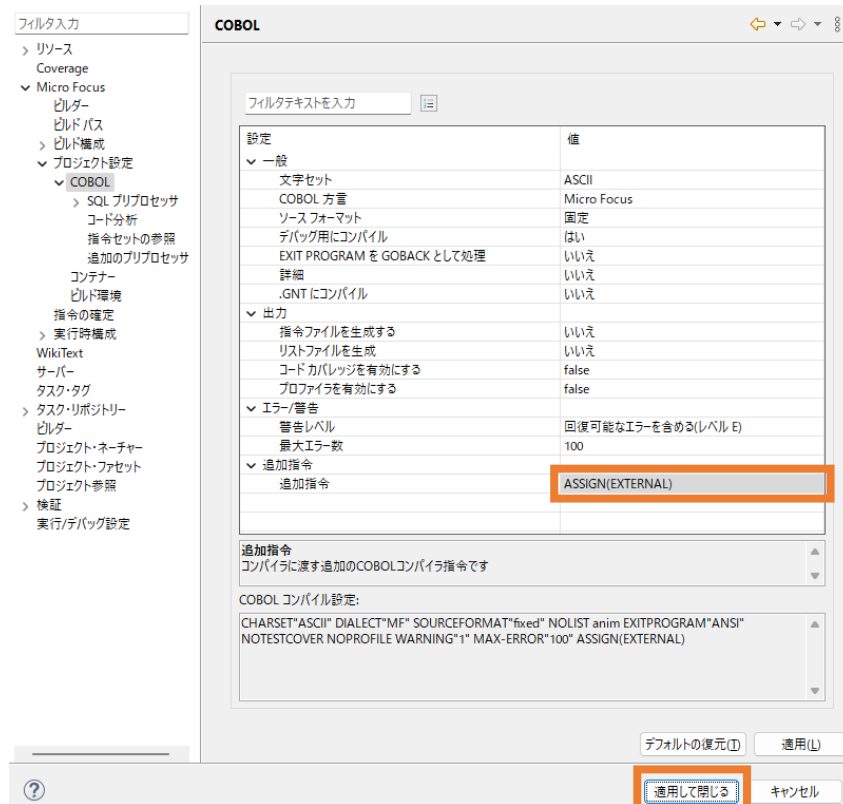 フィルタ入力
リソース
Coverage
Micro Focus
ビルダー
ビルド パス
ビルド構成
プロジェクト設定
COBOL
SQL プリプロセッサ
コード分析
指令セットの参照
追加のプリプロセッサ
コンテナー
ビルド環境
指令の確定
実行時構成
WikiText
サーバー
タスク・タグ
タスク・リポジトリー
ビルダー
プロジェクト・ネーチャー
プロジェクト・ファセット
プロジェクト参照
検証
実行/デバッグ設定
COBOL
フィルタテキストを入力
設定 値
一般
文字セット ASCII
COBOL 方言 Micro Focus
ソース フォーマット 固定
デバッグ用にコンパイル はい
EXIT PROGRAM を GOBACK として処理 いいえ
詳細 いいえ
.GNT にコンパイル いいえ
出力
指令ファイルを生成する いいえ
リストファイルを生成 いいえ
コード カバレッジを有効にする false
プロファイラを有効にする false
エラー/警告
警告レベル 回復可能なエラーを含める(レベル E)
最大エラー数 100
追加指令
追加指令 ASSIGN(EXTERNAL)
追加指令
コンパイラに渡す追加のCOBOLコンパイラ指令です
COBOL コンパイル設定:
CHARSET"ASCII" DIALECT"MF" SOURCEFORMAT"fixed" NOLIST anim EXITPROGRAM"ANSI"
NOTESTCOVER NOPROFILE WARNING"1" MAX-ERROR"100" ASSIGN(EXTERNAL)
デフォルトの復元(T) 適用(L)
? 適用して閉じる キャンセル